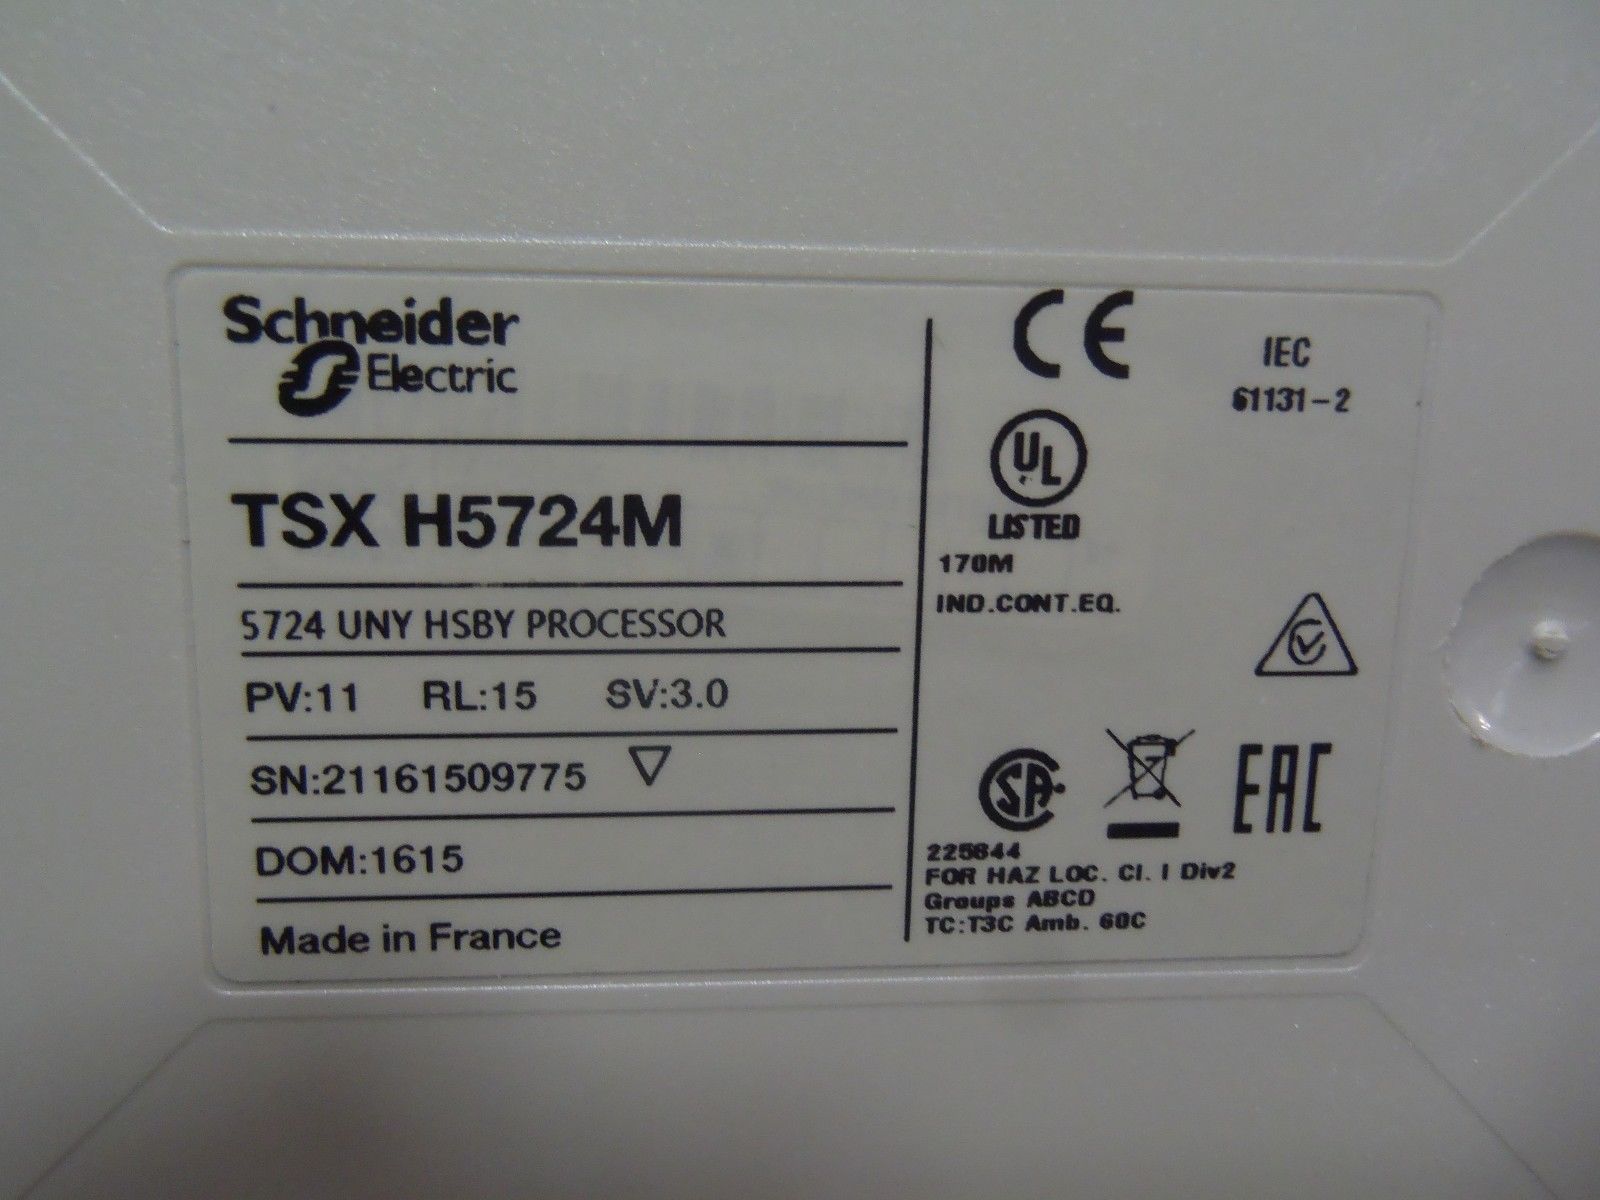 Schneider
Electric
TSX H5724M
5724 UNY HSBY PROCESSOR
PV:11 RL:15 SV:3.0
SN:21161509775
DOM:1615
Made in France
CE
IEC
61131-2
UL
LISTED
170M
IND.CONT.EQ.
SA
EAC
225644
FOR HAZ LOC. Cl. I Div2
Groups ABCD
TC:T3C Amb. 60C